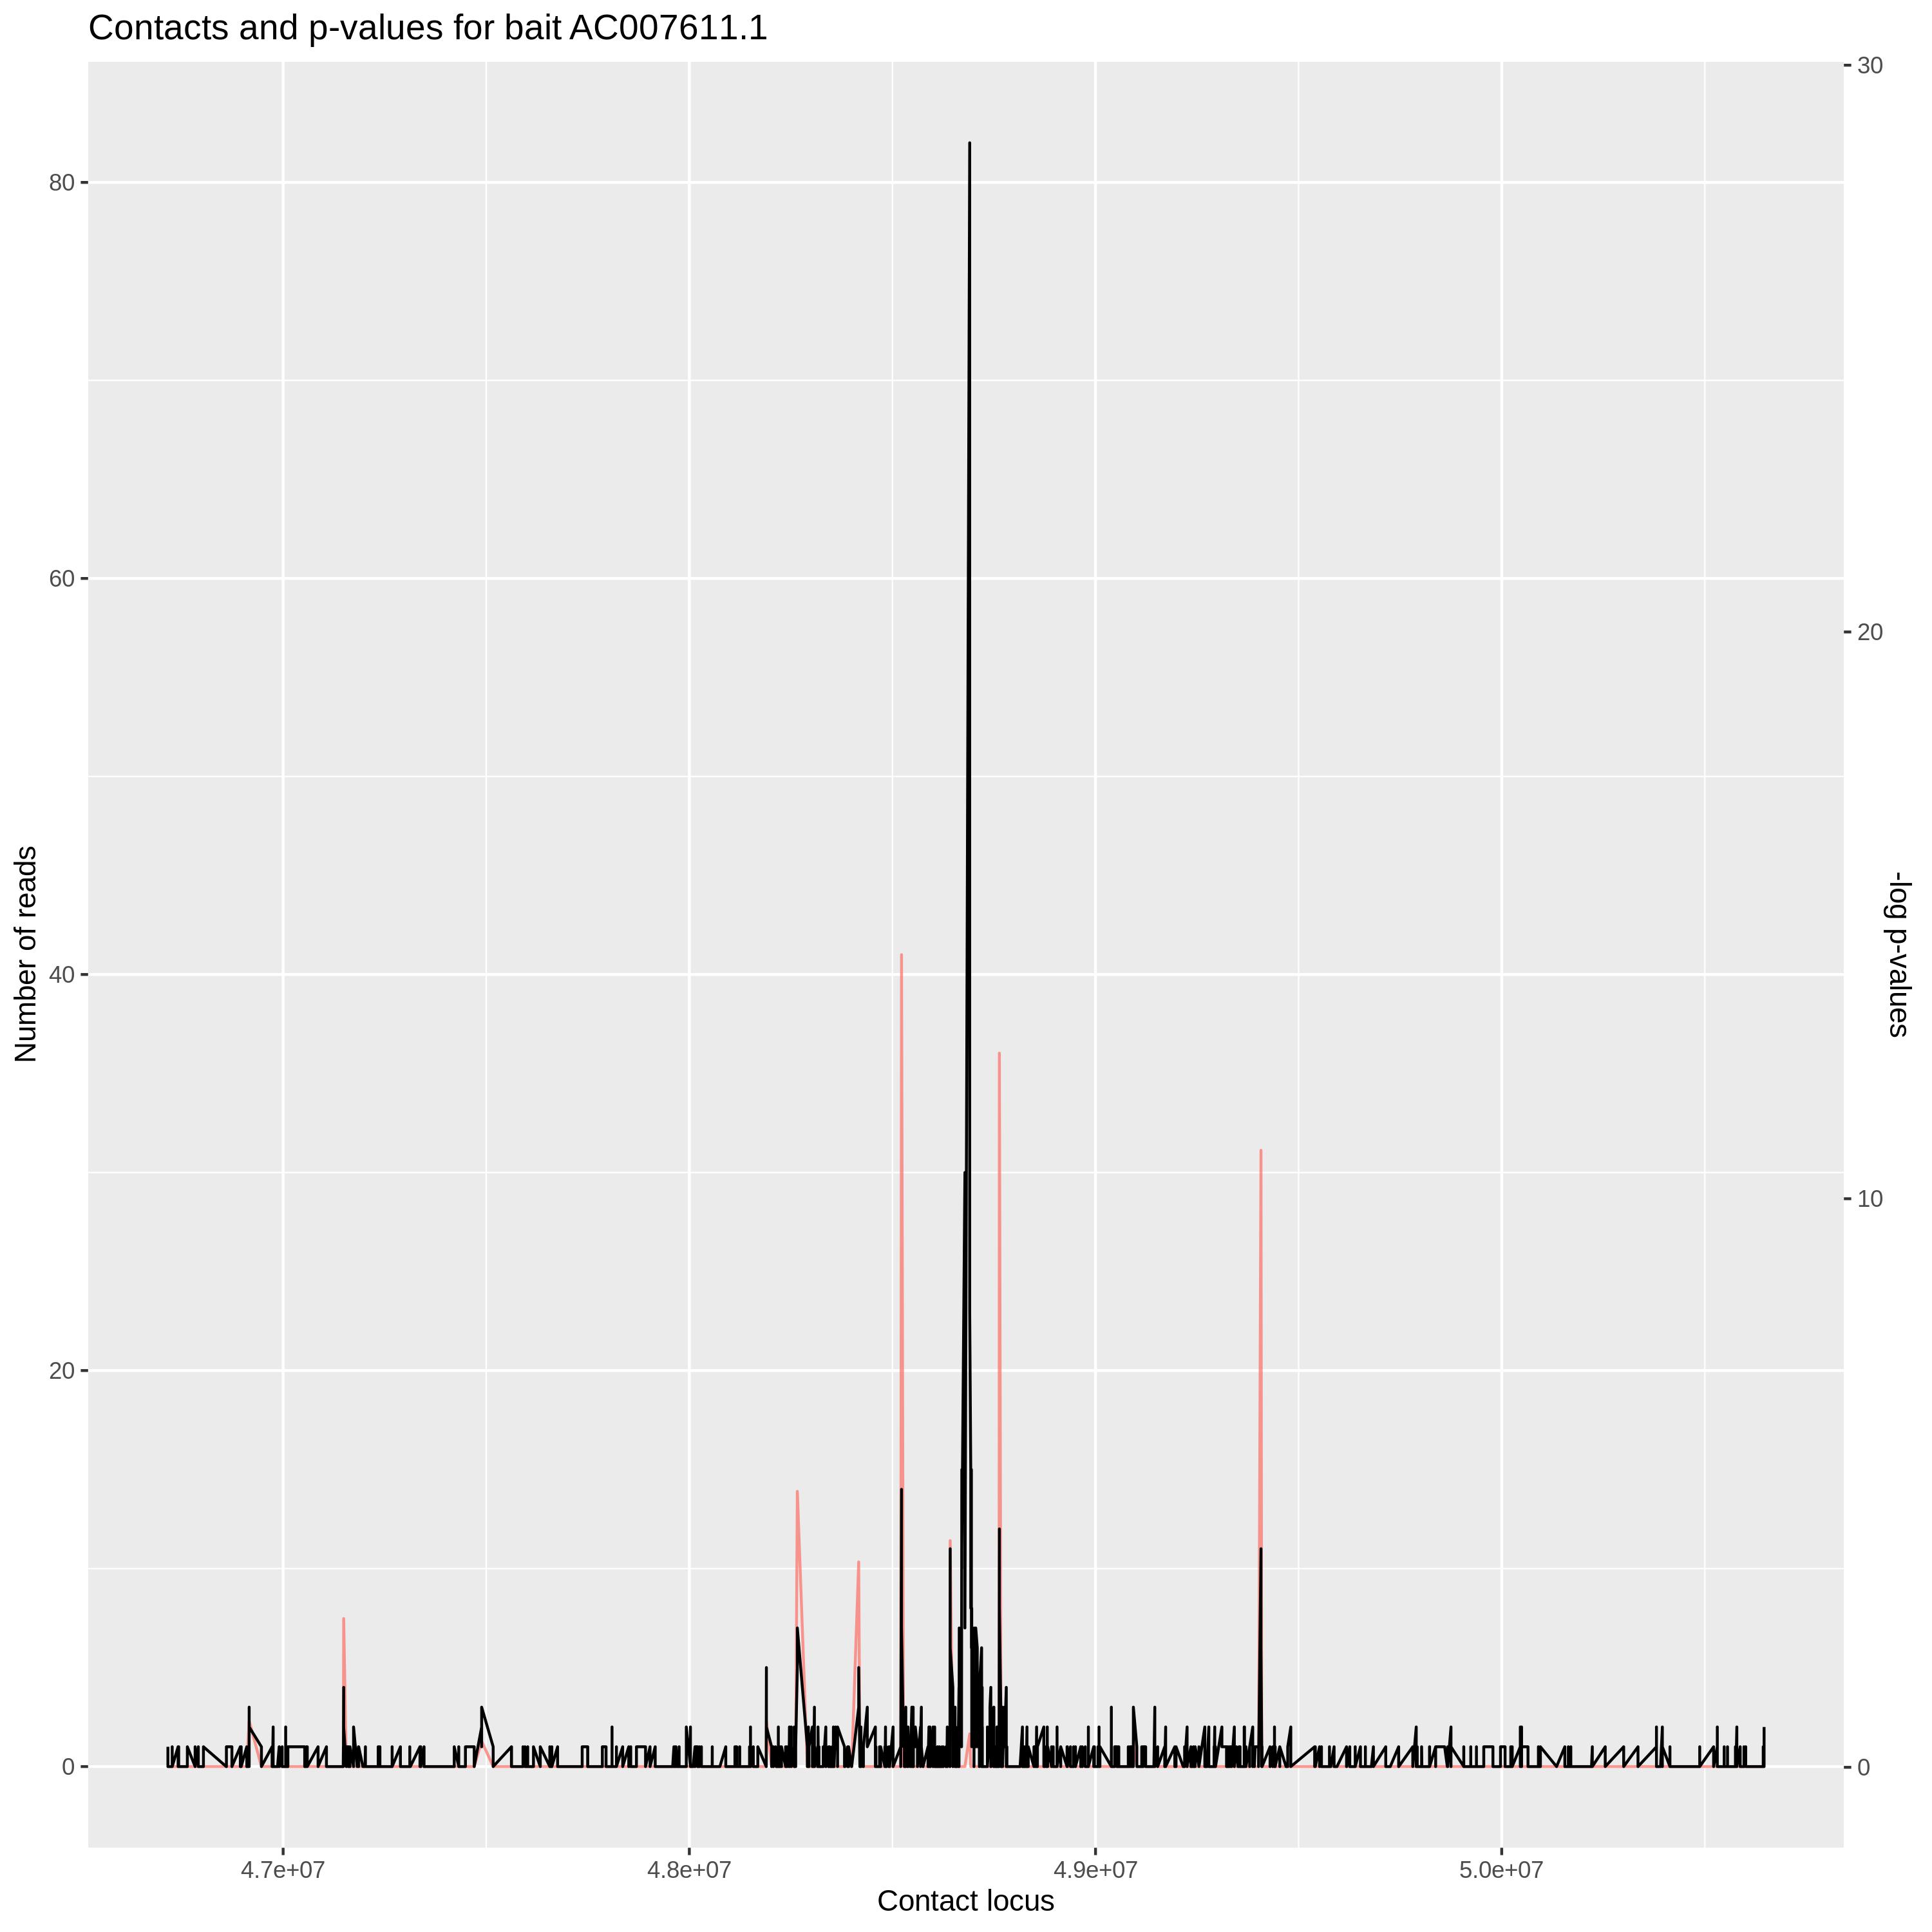 Contacts and p-values for bait AC007611.1
80
60
40
20
0
Number of reads
30
20
10
0
-log p-values
4.7e+07
4.8e+07
4.9e+07
5.0e+07
Contact locus